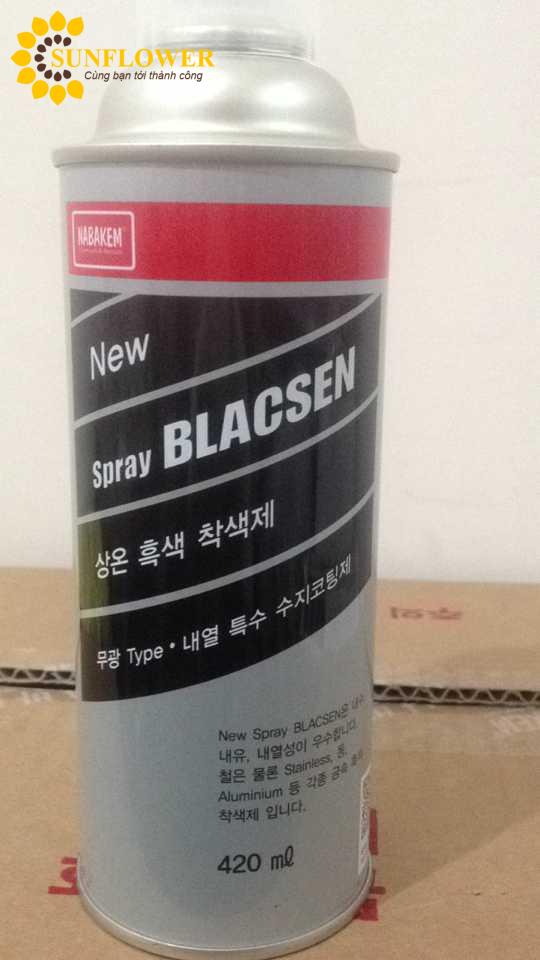 SUNFLOWER
Cùng bạn tới thành công
NABAKEM
New
Spray BLACSEN
상온 흑색 착색제
무광 Type · 내열 특수 수지코팅제
New Spray BLACSEN은 내수,
내유, 내열성이 우수합니다.
철은 물론 Stainless, 동,
Aluminium 등 각종 금속
착색제 입니다.
420 ㎖
주의